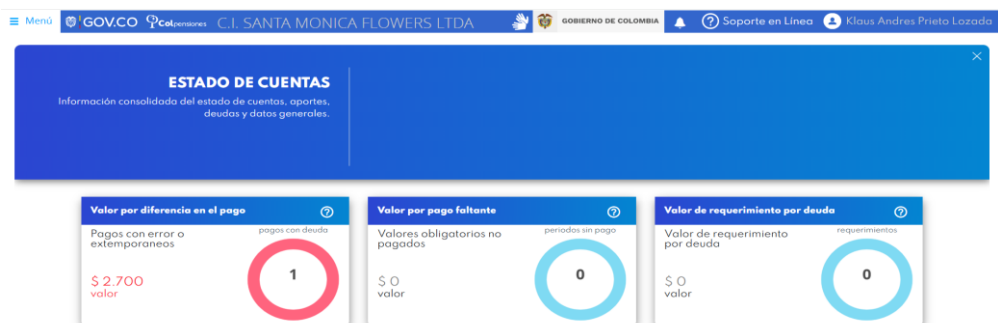 Menú GOV.CO Colpensiones C.I. SANTA MONICA FLOWERS LTDA GOBIERNO DE COLOMBIA Soporte en Línea Klaus Andres Prieto Lozada
ESTADO DE CUENTAS
Información consolidada del estado de cuentas, aportes,
deudas y datos generales.
Valor por diferencia en el pago
Pagos con error o
extemporaneos
pagos con deuda
1
$ 2.700
valor
Valor por pago faltante
Valores obligatorios no
pagados
periodos sin pago
0
$ 0
valor
Valor de requerimiento por deuda
Valor de requerimiento
por deuda
requerimientos
0
$ 0
valor